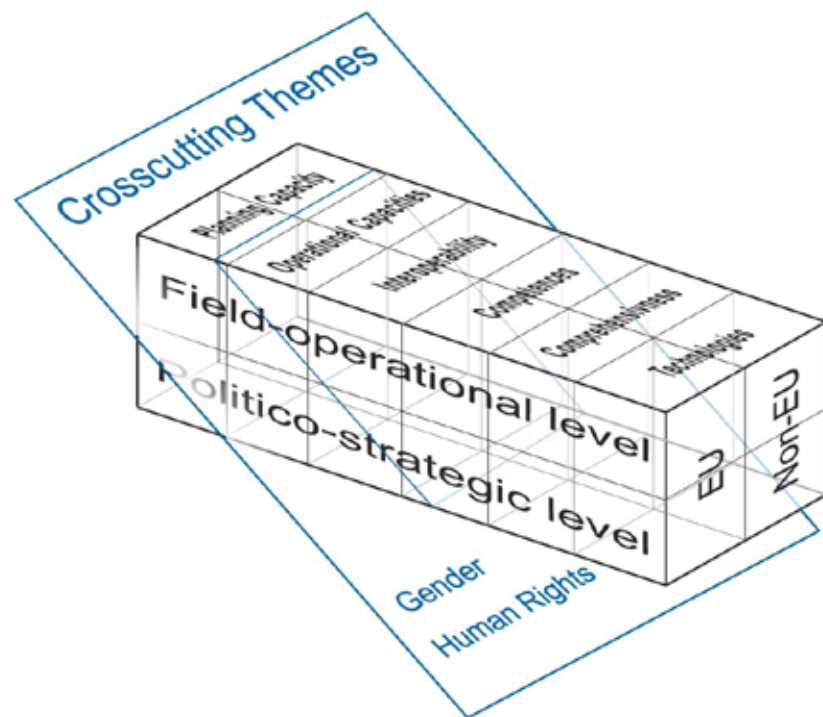 Crosscutting Themes
Planning Capacity
Operational Capacities
Interoperability
Competences
Comprehensiveness
Technologies
Field-operational level
Politico-strategic level
EU
Non-EU
Gender
Human Rights